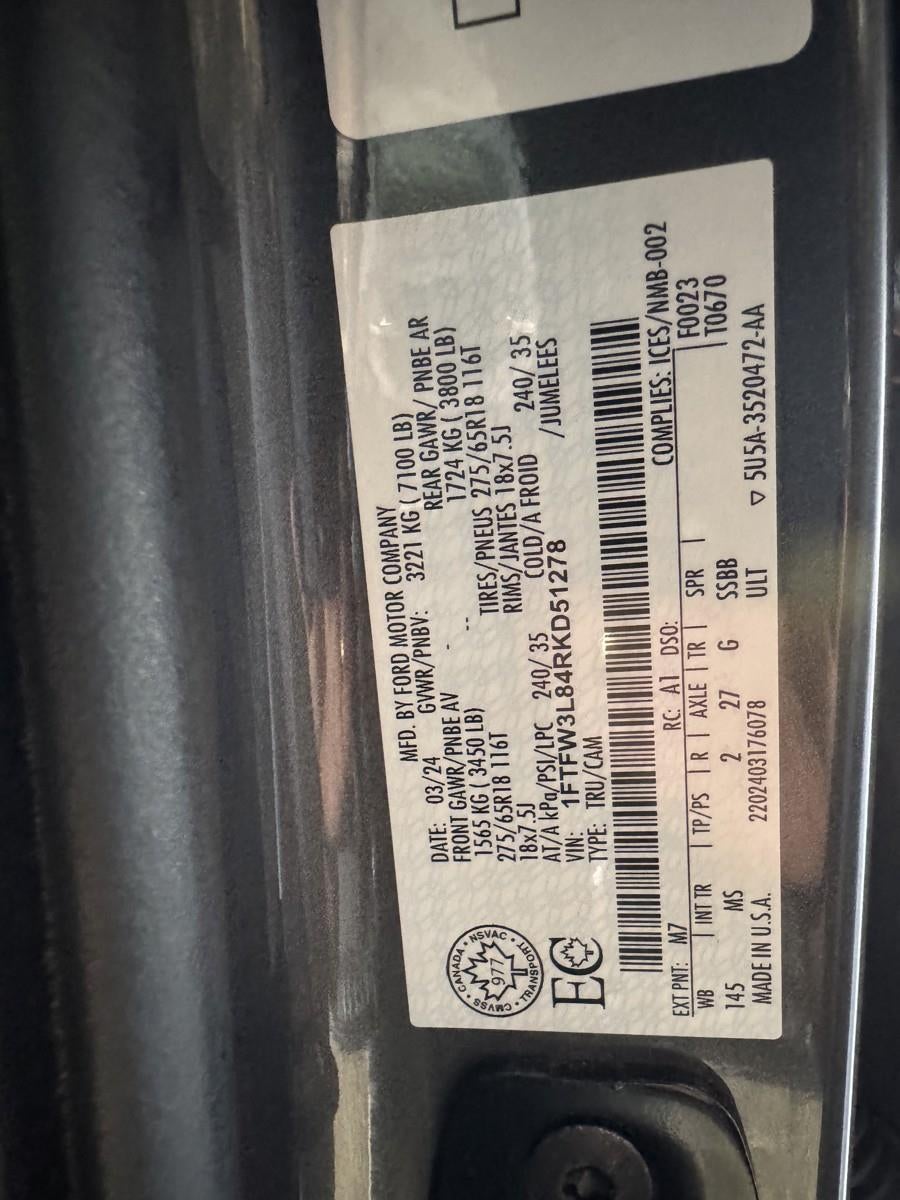 MFD. BY FORD MOTOR COMPANY
DATE: 03/24 GVWR/PNBV: 3221 KG ( 7100 LB)
FRONT GAWR/PNBE AV - REAR GAWR/ PNBE AR
1565 KG ( 3450 LB) -- 1724 KG ( 3800 LB)
275/65R18 116T TIRES/PNEUS 275/65R18 116T
18x7.5J RIMS/JANTES 18x7.5J
AT/A kPa/PSI/LPC 240/ 35 COLD/A FROID 240/ 35
VIN: 1FTFW3L84RKD51278 /JUMELEES
TYPE: TRU/CAM
CANADA • NSVAC • TRANSPORT • CMVSS •
977
EC
COMPLIES: ICES/NMB-002
EXT PNT: M7 RC: A1 DSO: F0023
WB | INT TR | TP/PS | R | AXLE | TR | SPR | T0670
145 MS 2 27 G SSBB
MADE IN U.S.A. 2202403176078 ULT ▽ 5U5A-3520472-AA